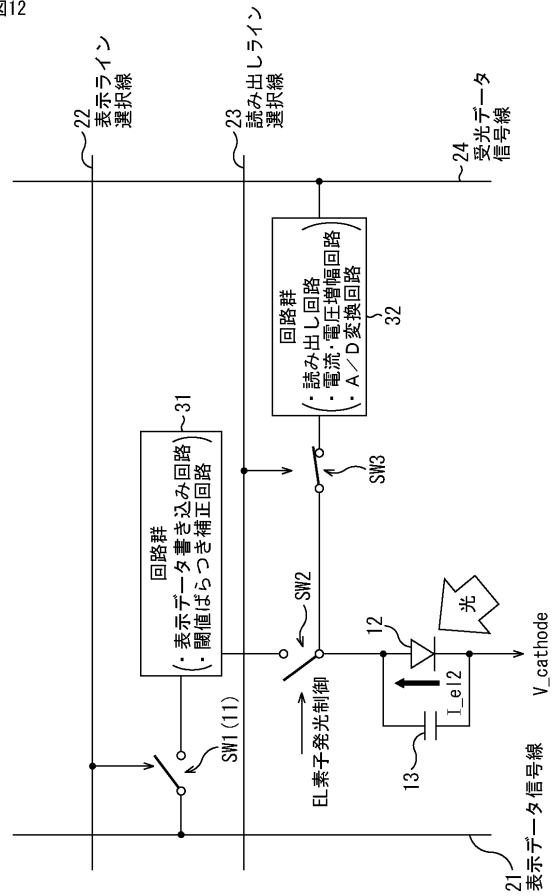 図12
22
表示ライン
選択線
23
読み出しライン
選択線
24
受光データ
信号線
31
回路群
・表示データ書き込み回路
・閾値ばらつき補正回路
回路群
・読み出し回路
・電流・電圧増幅回路
・A/D変換回路
32
SW1(11)
SW2
SW3
EL素子発光制御
12
13
I_el2
光
V_cathode
21
表示データ信号線